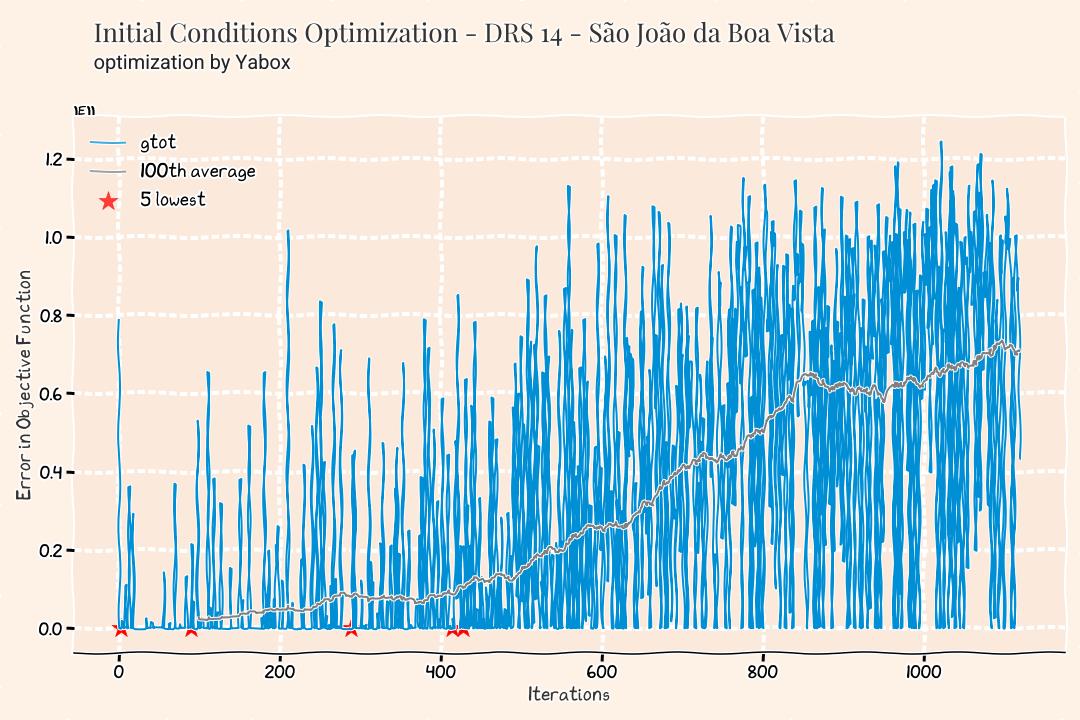 Initial Conditions Optimization - DRS 14 - São João da Boa Vista
optimization by Yabox
1E11
gtot
100th average
5 lowest
1.2
1.0
0.8
0.6
0.4
0.2
0.0
Error in Objective Function
0 200 400 600 800 1000
Iterations